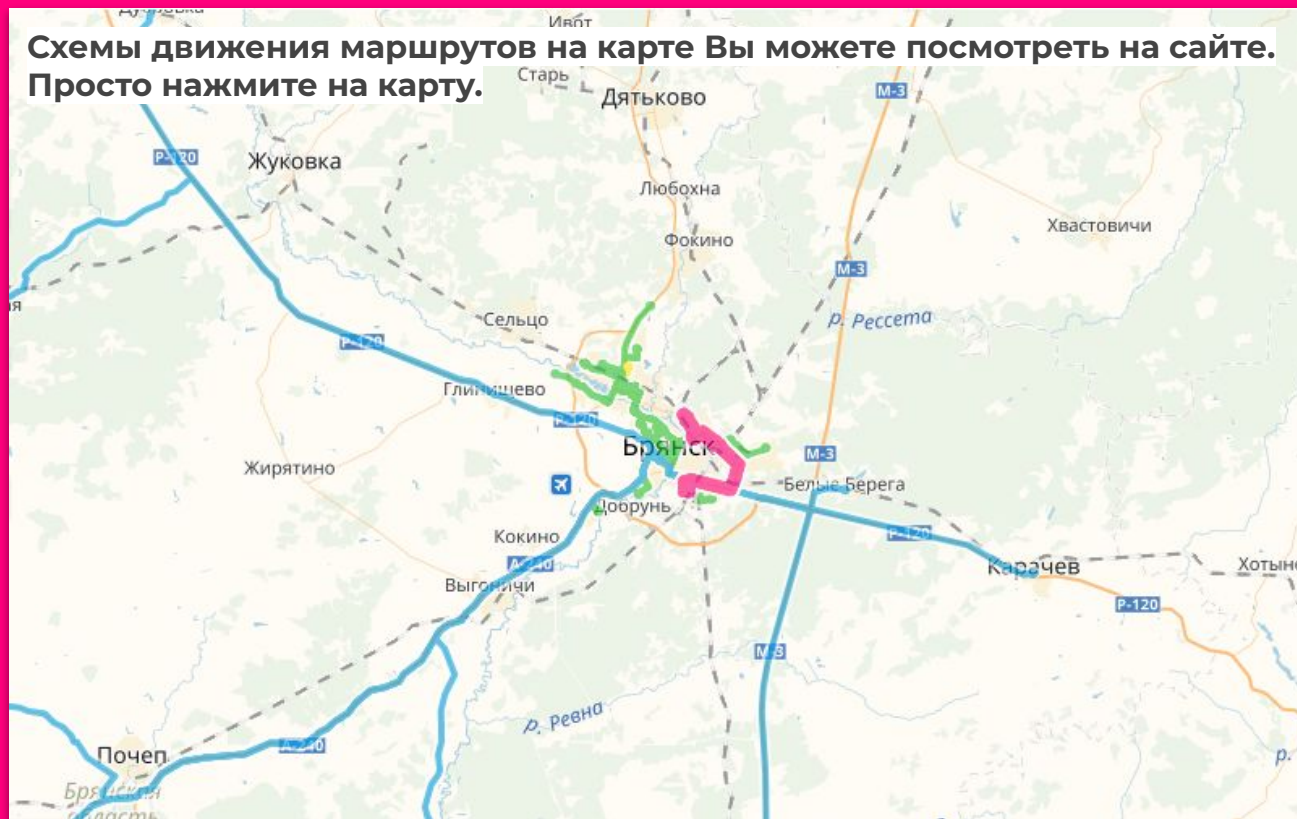 Ивот
Схемы движения маршрутов на карте Вы можете посмотреть на сайте.
Просто нажмите на карту.
Старь
Дятьково
М-3
Р-120
Жуковка
Любохна
Хвастовичи
Фокино
М-3
р. Рессета
Сельцо
Р-120
Глинищево
Р-120
Брянск
М-3
Жирятино
Белые Берега
Добрунь
Кокино
Р-120
А-240
Карачев
Выгоничи
Р-120
М-3
р. Ревна
А-240
Почеп
Брянская
область
р.